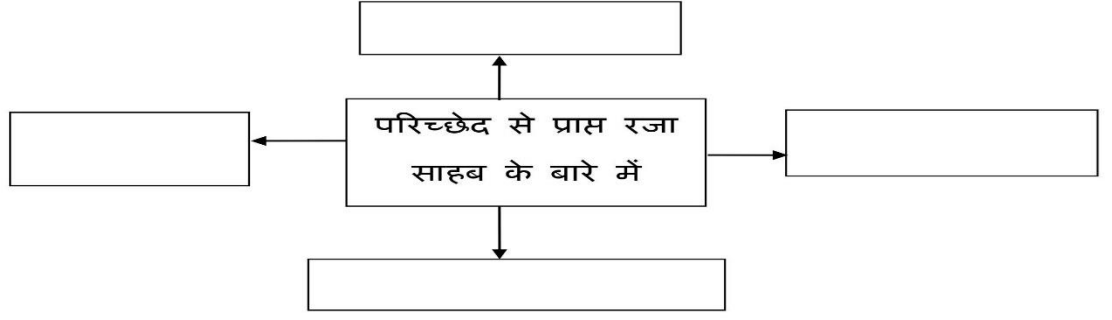 परिच्छेद से प्राप्त रजा
साहब के बारे में